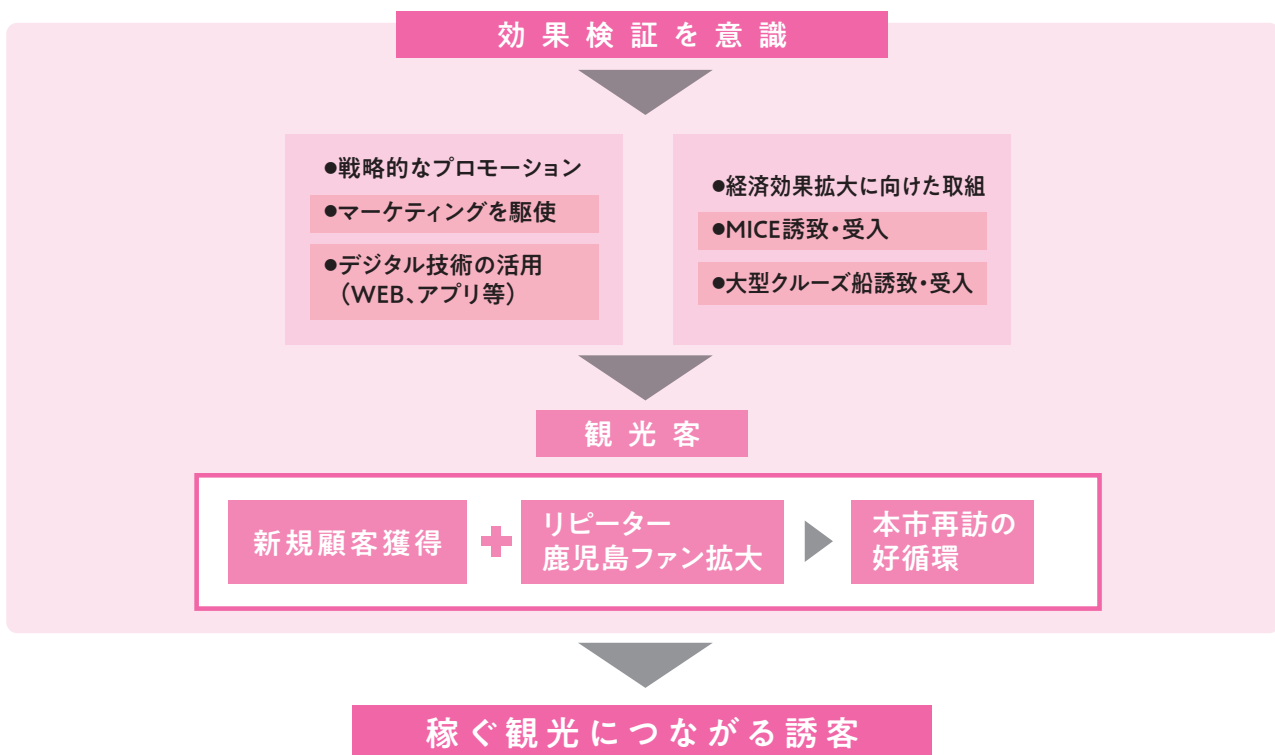 効果検証を意識
●戦略的なプロモーション
●マーケティングを駆使
●デジタル技術の活用
（WEB、アプリ等）
●経済効果拡大に向けた取組
●MICE誘致・受入
●大型クルーズ船誘致・受入
観光客
新規顧客獲得
リピーター
鹿児島ファン拡大
本市再訪の
好循環
稼ぐ観光につながる誘客